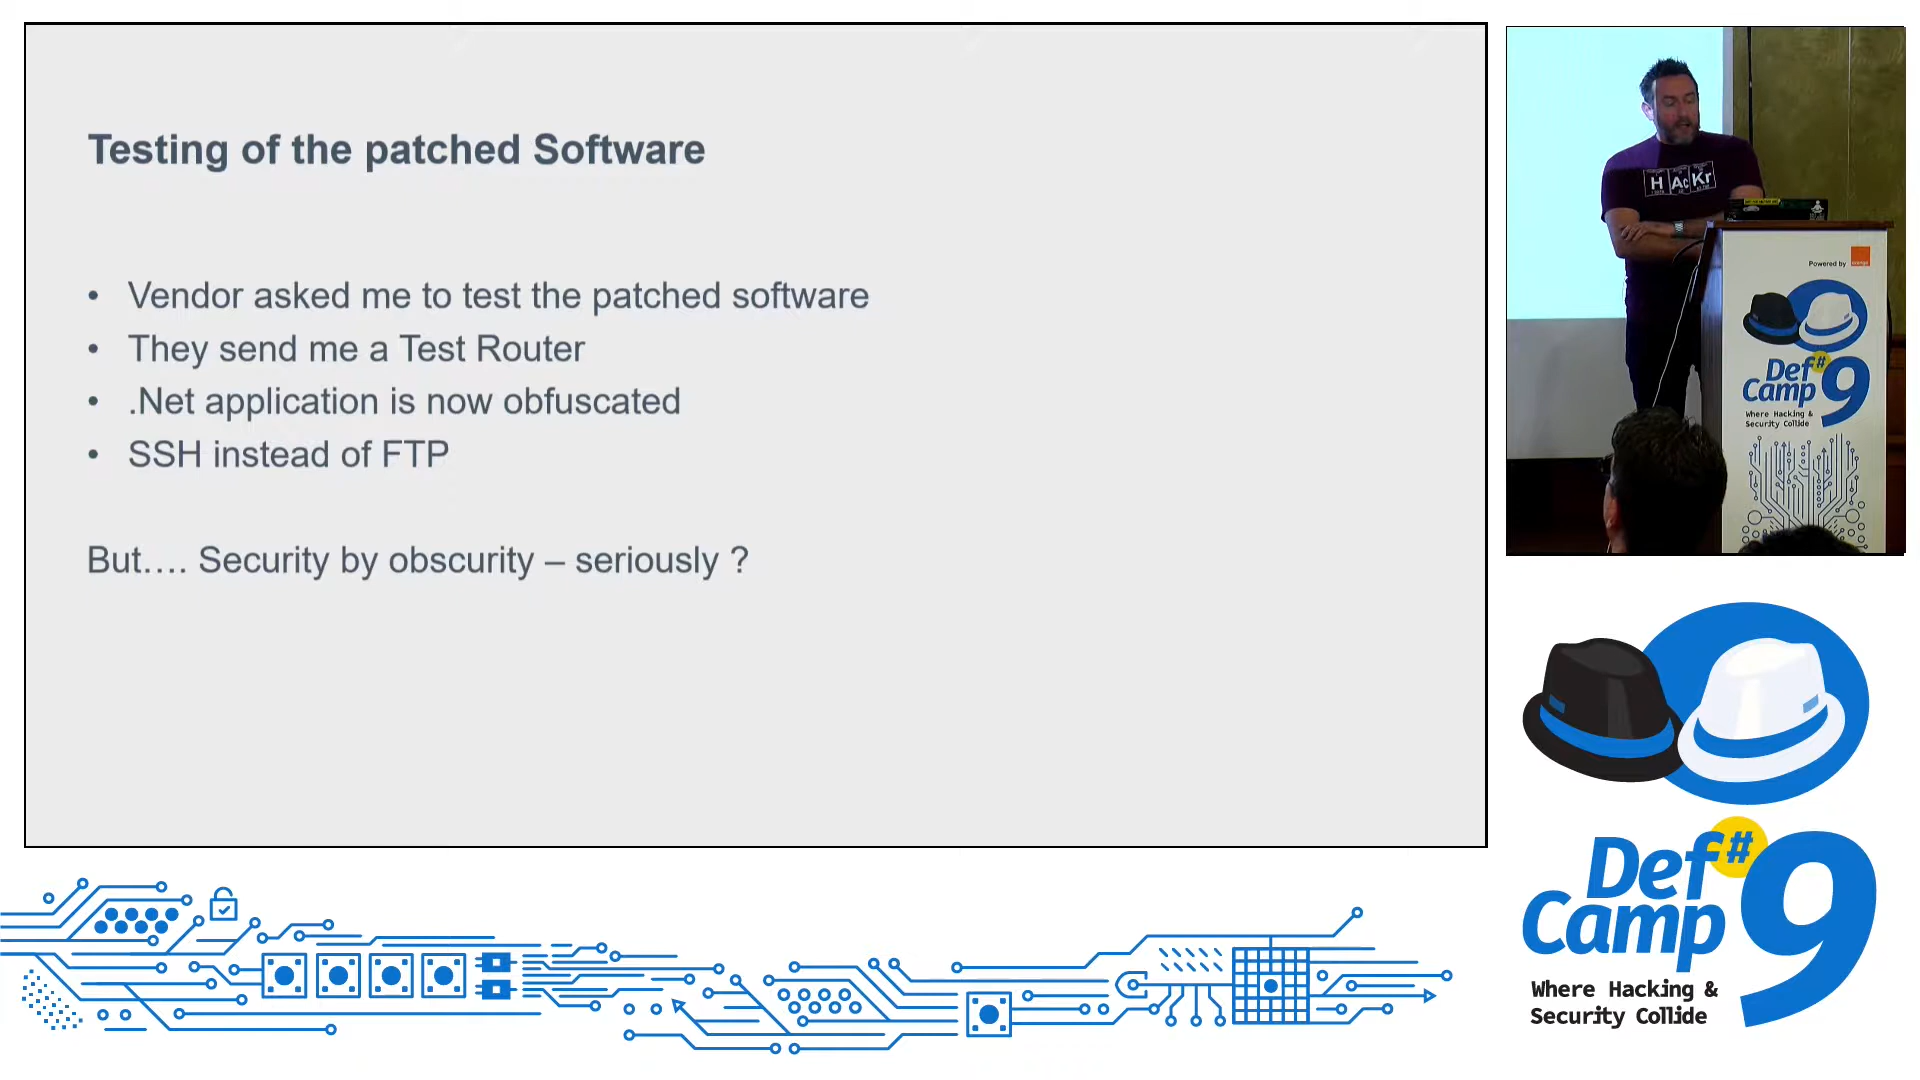 Testing of the patched Software
• Vendor asked me to test the patched software
• They send me a Test Router
• .Net application is now obfuscated
• SSH instead of FTP
But.... Security by obscurity – seriously ?
H Ac Kr
Powered by
Def#
Camp 9
Where Hacking &
Security Collide
Def#
Camp 9
Where Hacking &
Security Collide